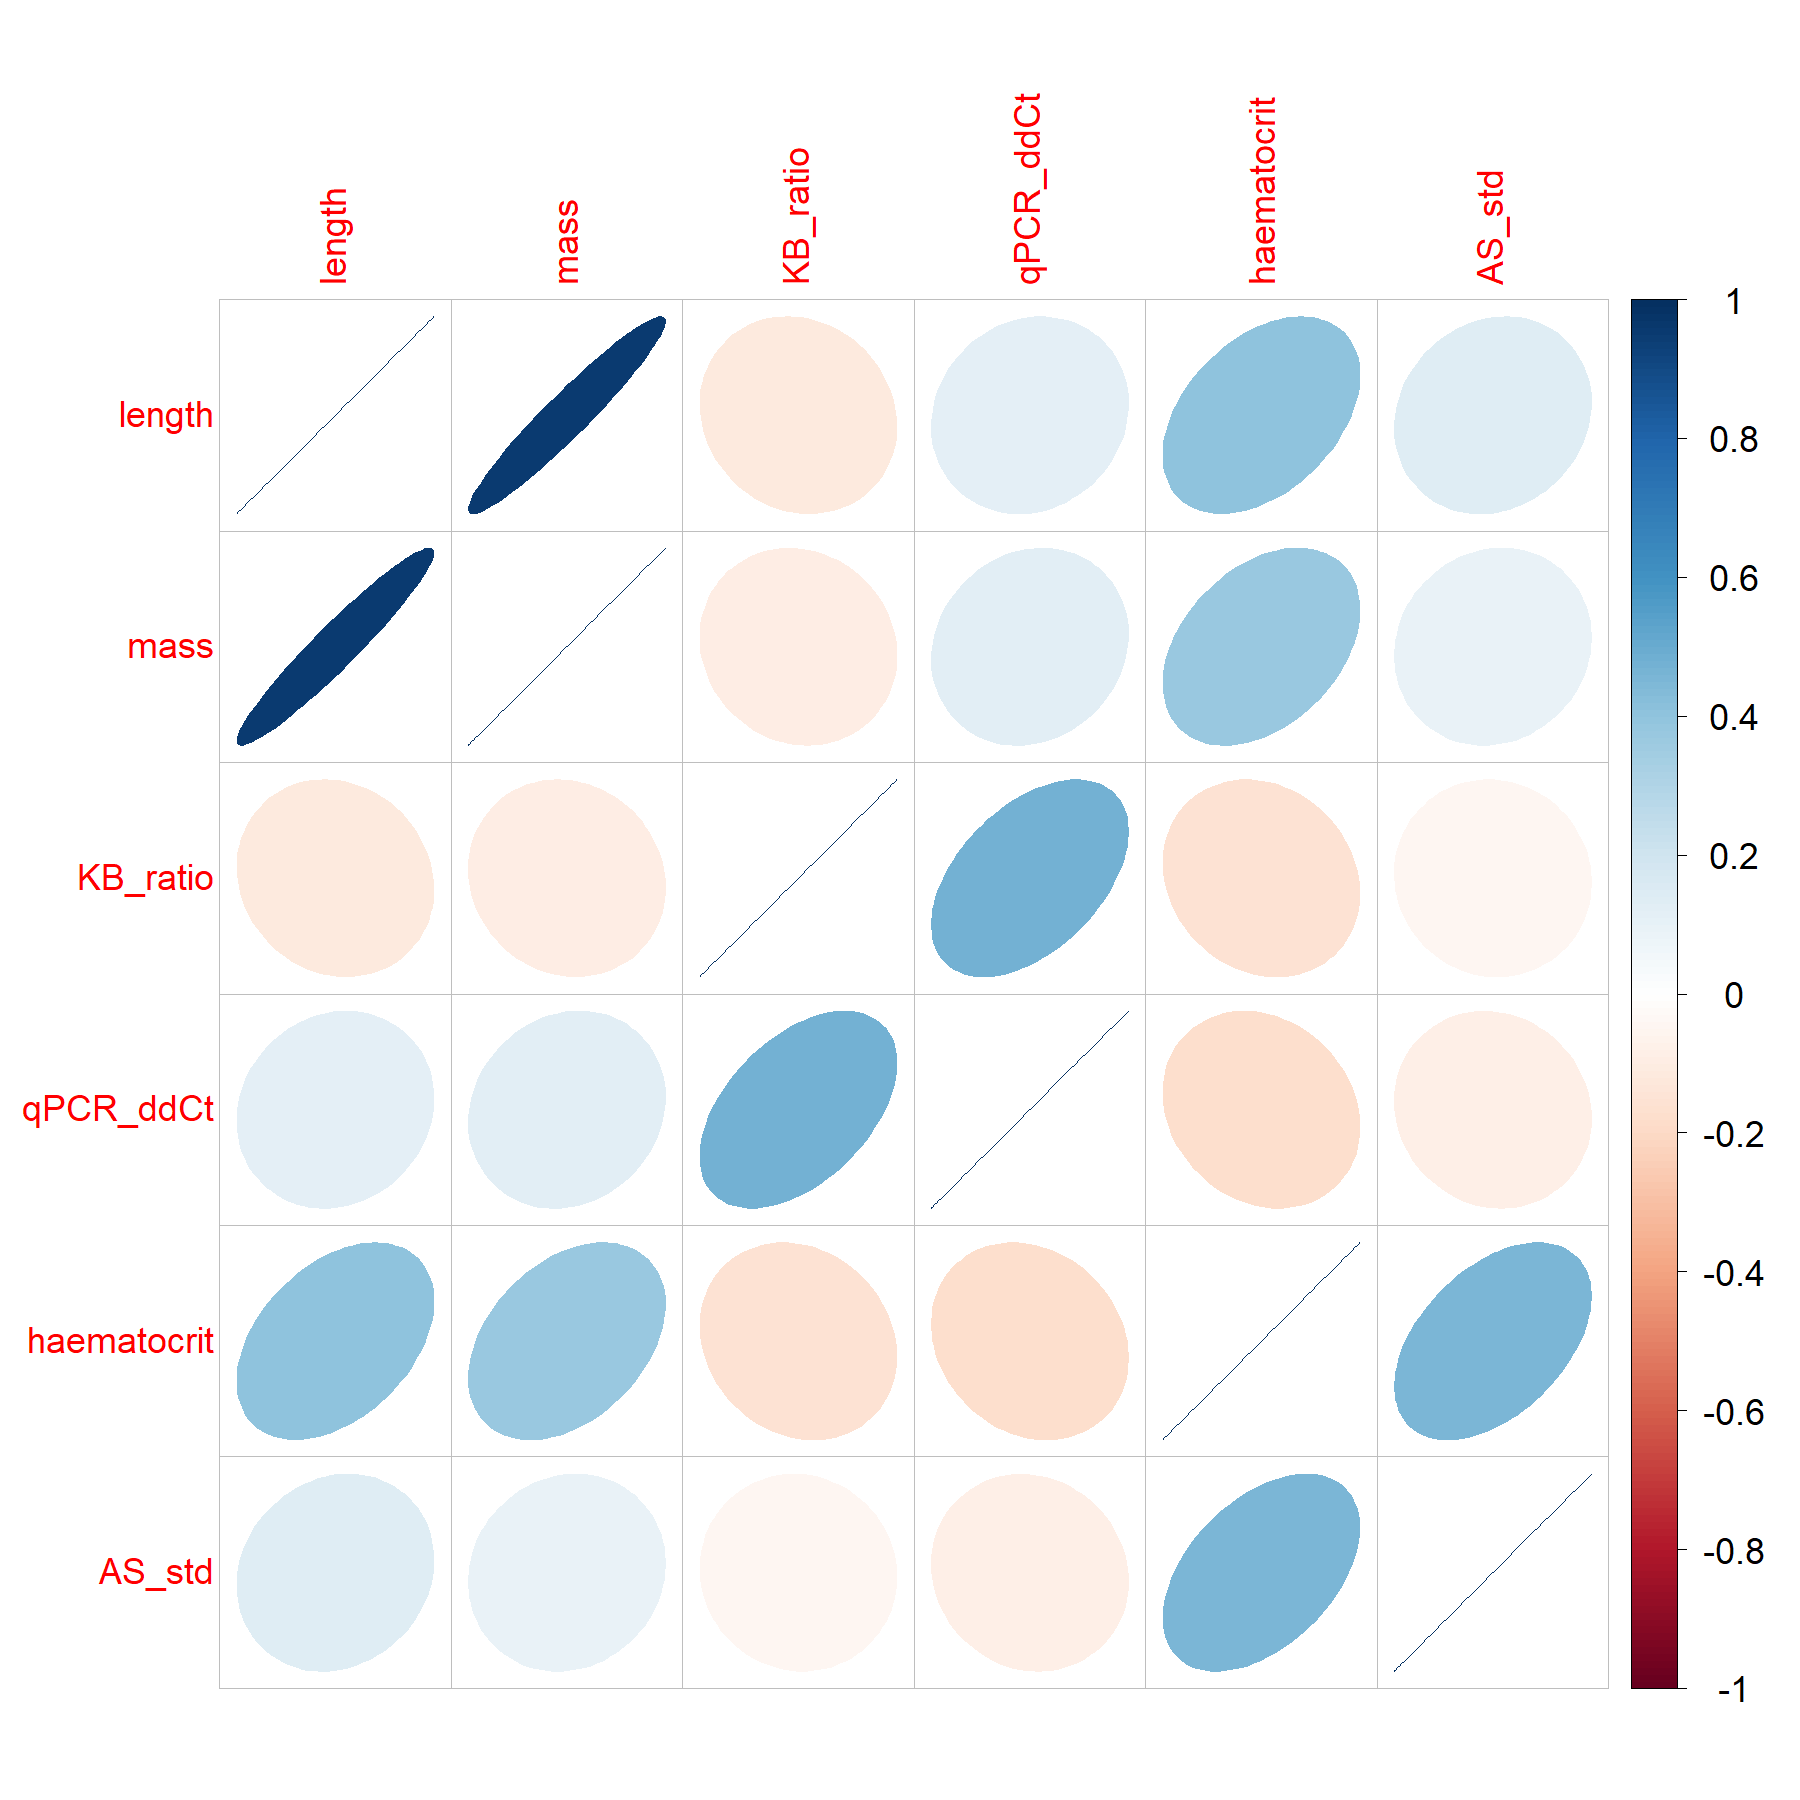 length
mass
KB_ratio
qPCR_ddCt
haematocrit
AS_std
length
mass
KB_ratio
qPCR_ddCt
haematocrit
AS_std
1
0.8
0.6
0.4
0.2
0
-0.2
-0.4
-0.6
-0.8
-1